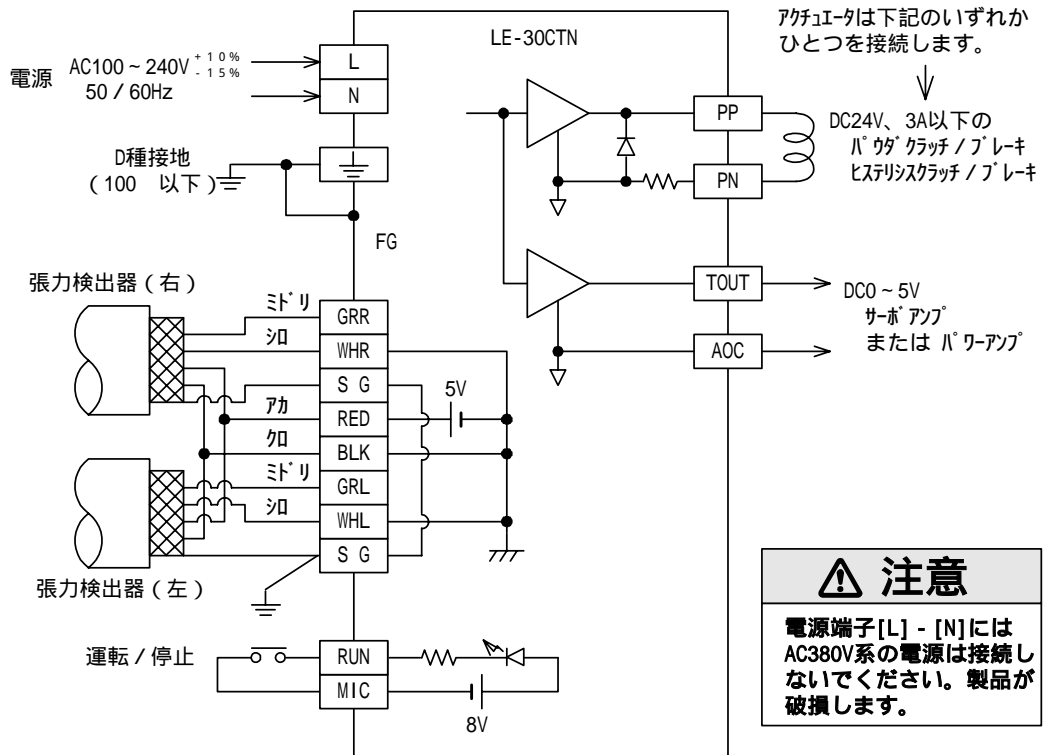 LE-30CTN
アクチュエータは下記のいずれか
ひとつを接続します。
電源 AC100~240V +10% -15%
50/60Hz
L
N
D種接地
(100 以下)
FG
PP
PN
DC24V、3A以下の
パウダクラッチ/ブレーキ
ヒステリシスクラッチ/ブレーキ
TOUT
AOC
DC0~5V
サーボアンプ
または パワーアンプ
張力検出器(右)
ミドリ
シロ
アカ
クロ
ミドリ
シロ
GRR
WHR
S G
RED
BLK
GRL
WHL
S G
5V
張力検出器(左)
運転/停止
RUN
MIC
8V
注意
電源端子[L]-[N]には
AC380V系の電源は接続し
ないでください。製品が
破損します。